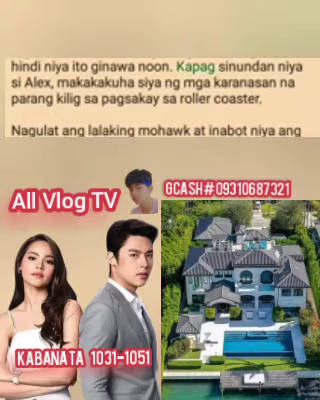 hindi niya ito ginawa noon. Kapag sinundan niya
si Alex, makakakuha siya ng mga karanasan na
parang kilig sa pagsakay sa roller coaster.
Nagulat ang lalaking mohawk at inabot niya ang
All Vlog TV
GCASH# 09310687321
KABANATA 1031-1051